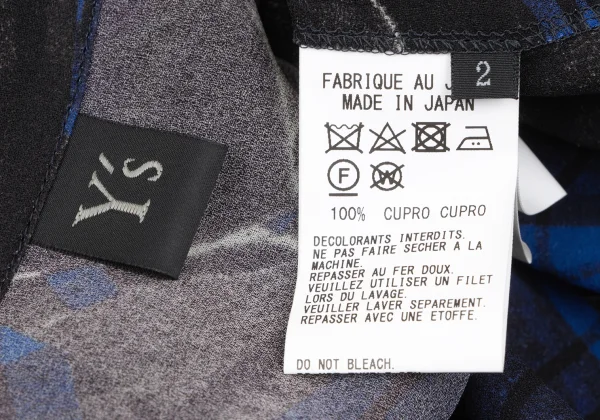 Y's
2
FABRIQUE AU J
MADE IN JAPAN
F
W
100% CUPRO CUPRO
DECOLORANTS INTERDITS.
NE PAS FAIRE SECHER A LA
MACHINE.
REPASSER AU FER DOUX.
VEUILLEZ UTILISER UN FILET
LORS DU LAVAGE.
VEUILLER LAVER SEPAREMENT.
REPASSER AVEC UNE ETOFFE.
DO NOT BLEACH.